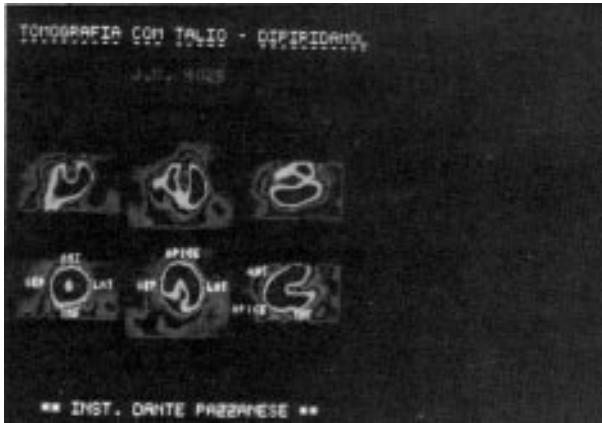 TOMOGRAFIA COM TALIO - DIPIRIDAMOL
ANT
SEP LAT
INF
APICE
SEP LAT
ANT
APICE INF
** INST. DANTE PAZZANESE **